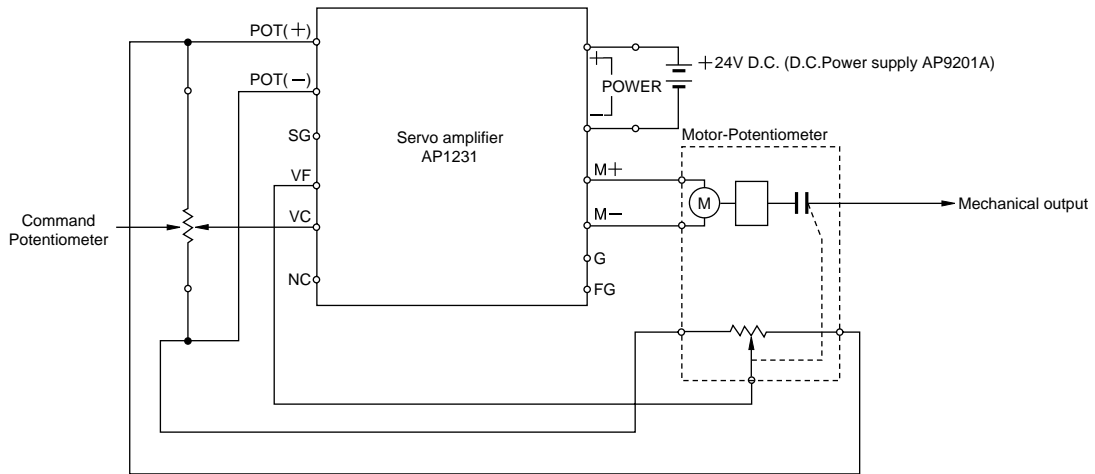 POT(+)
POT(−)
SG
VF
VC
NC
Command
Potentiometer
Servo amplifier
AP1231
+
POWER
−
+24V D.C. (D.C.Power supply AP9201A)
Motor-Potentiometer
M+
M−
G
FG
M
Mechanical output